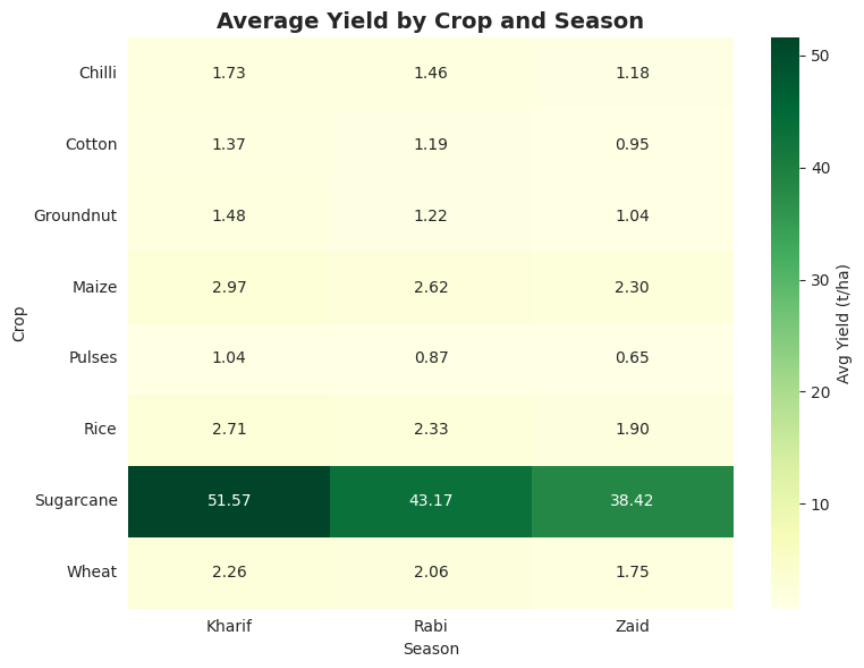 Average Yield by Crop and Season
Crop
Chilli 1.73 1.46 1.18
Cotton 1.37 1.19 0.95
Groundnut 1.48 1.22 1.04
Maize 2.97 2.62 2.30
Pulses 1.04 0.87 0.65
Rice 2.71 2.33 1.90
Sugarcane 51.57 43.17 38.42
Wheat 2.26 2.06 1.75
Kharif Rabi Zaid
Season
50
40
30
20
10
Avg Yield (t/ha)